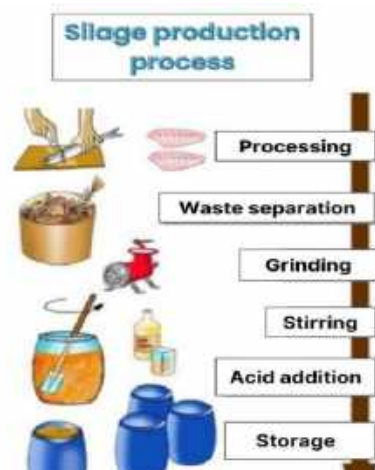 Silage production
process
Processing
Waste separation
Grinding
Stirring
Acid addition
Storage